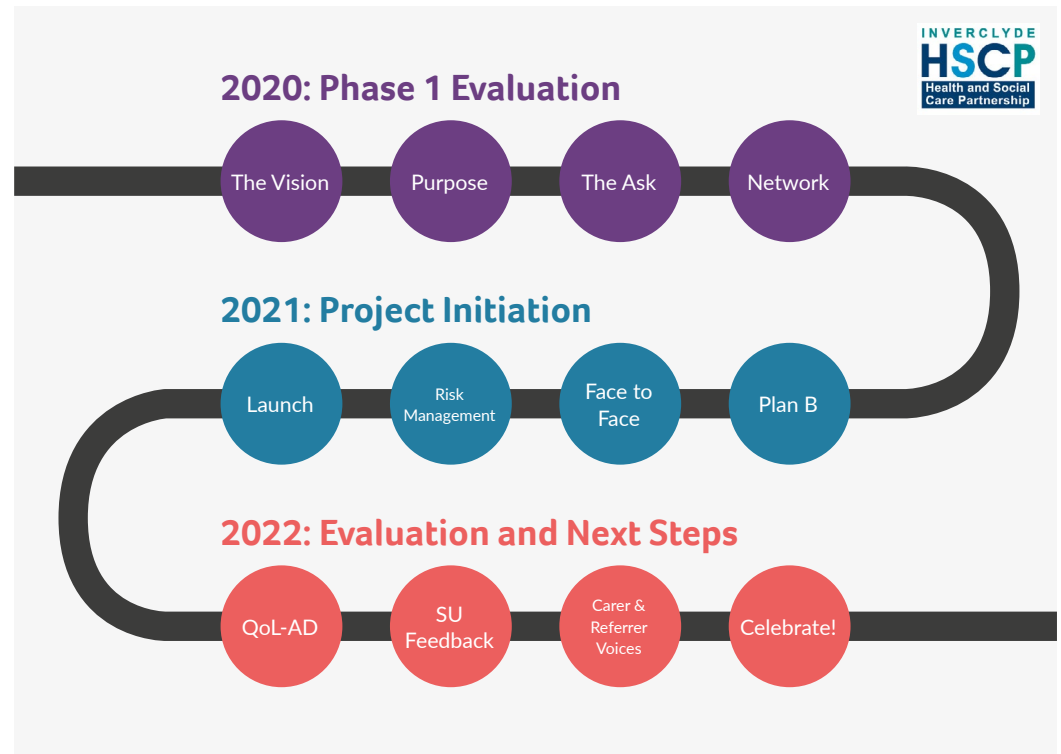 INVERCLYDE
HSCP
Health and Social
Care Partnership
2020: Phase 1 Evaluation
The Vision
Purpose
The Ask
Network
2021: Project Initiation
Launch
Risk
Management
Face to
Face
Plan B
2022: Evaluation and Next Steps
QoL-AD
SU
Feedback
Carer &
Referrer
Voices
Celebrate!